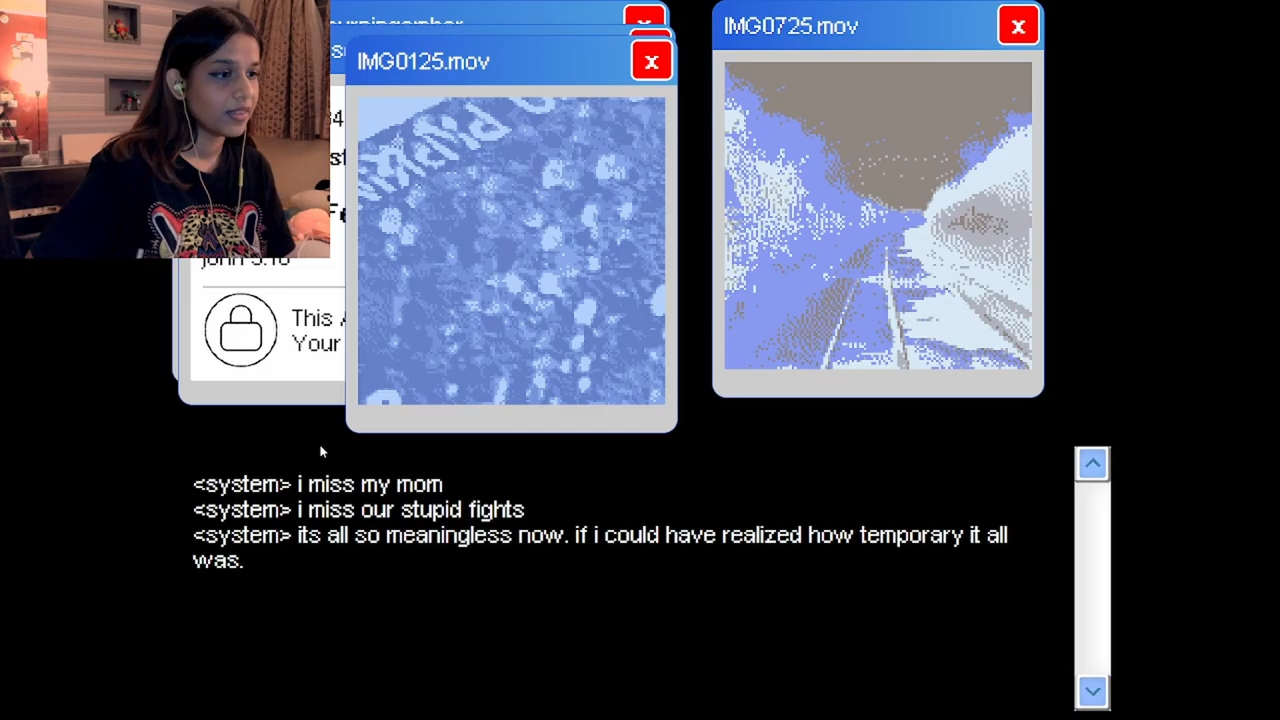 IMG0125.mov
IMG0725.mov
This
Your
<system> i miss my mom
<system> i miss our stupid fights
<system> its all so meaningless now. if i could have realized how temporary it all
was.